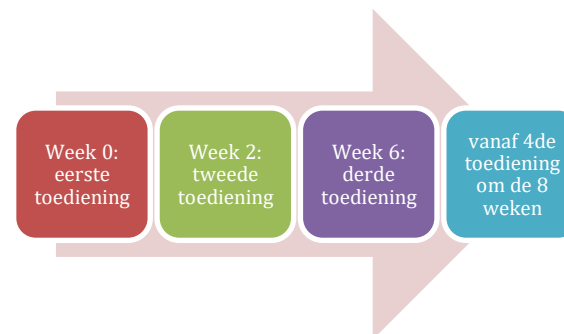 Week 0:
eerste
toediening
Week 2:
tweede
toediening
Week 6:
derde
toediening
vanaf 4de
toediening
om de 8
weken